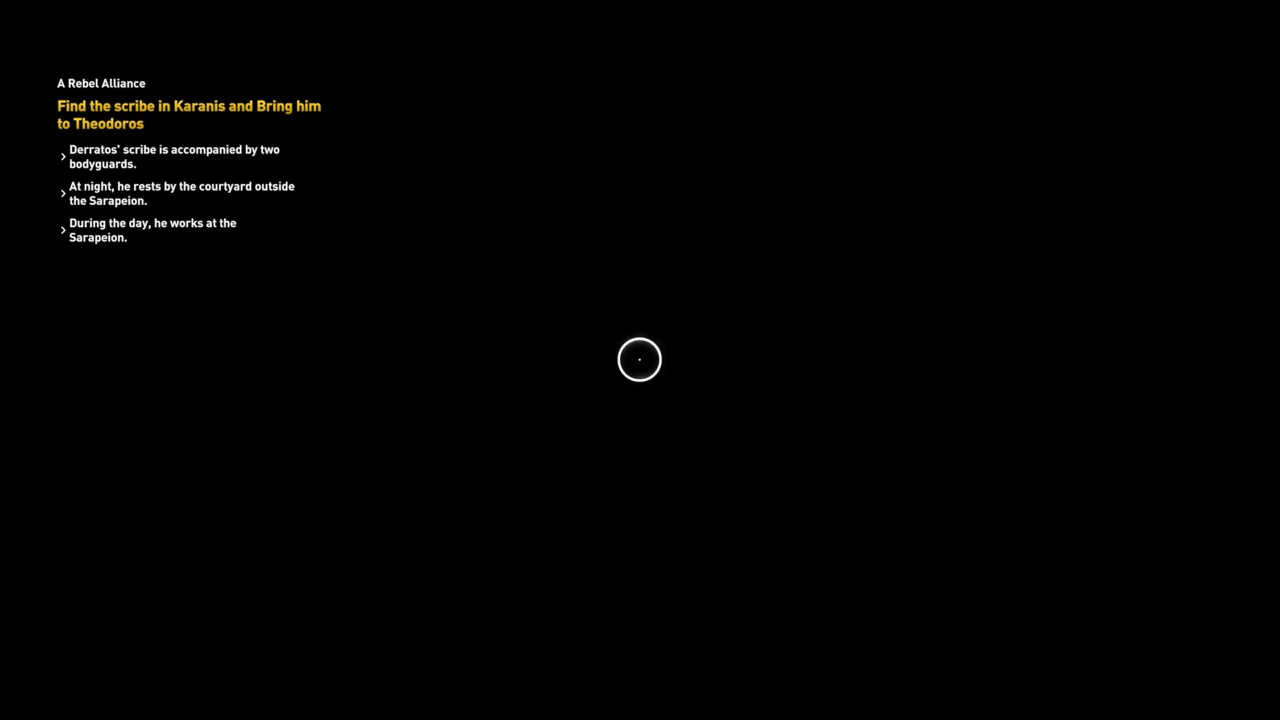 A Rebel Alliance
Find the scribe in Karanis and Bring him
to Theodoros
Derratos' scribe is accompanied by two
bodyguards.
At night, he rests by the courtyard outside
the Sarapeion.
During the day, he works at the
Sarapeion.